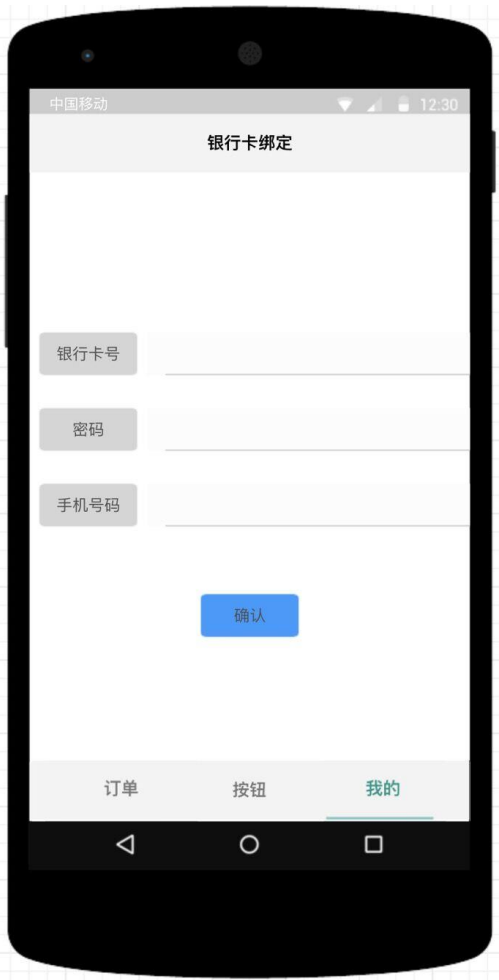 中国移动 12:30
银行卡绑定
银行卡号
密码
手机号码
确认
订单 按钮 我的